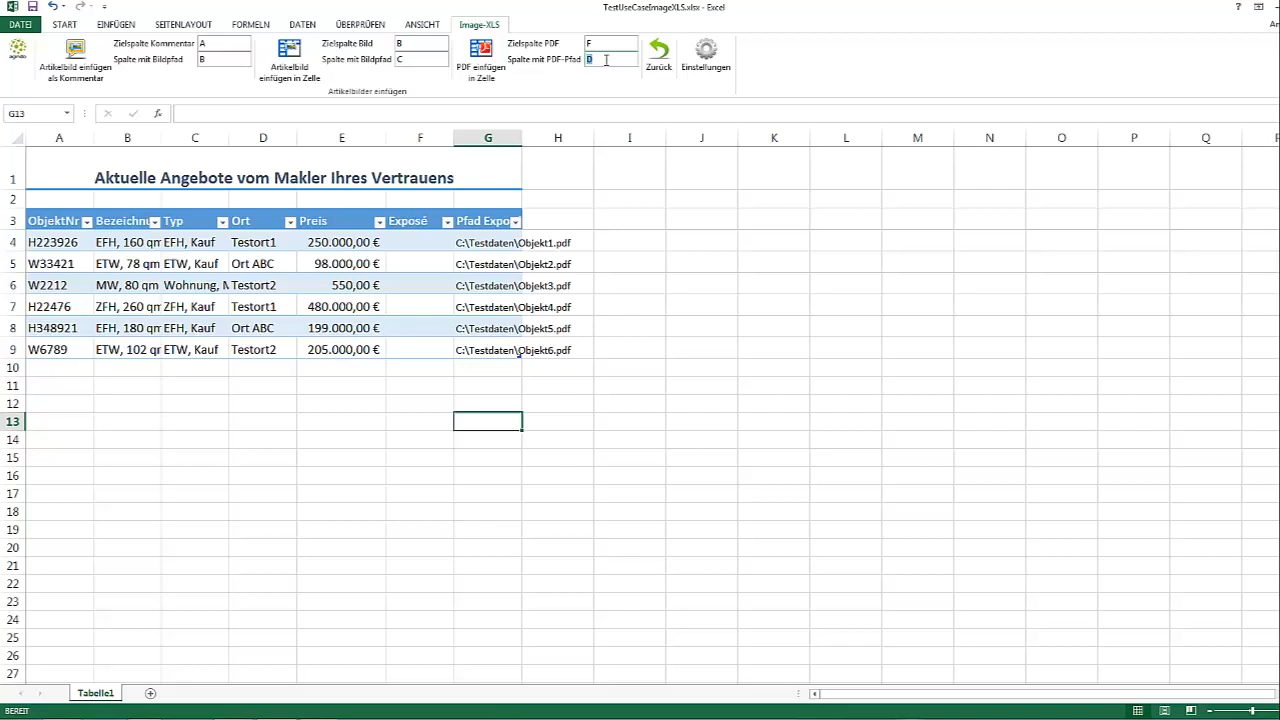 TestUseCaseImageXLS.xlsx - Excel
DATEI START EINFÜGEN SEITENLAYOUT FORMELN DATEN ÜBERPRÜFEN ANSICHT Image-XLS
agindo
Artikelbild einfügen als Kommentar
Zielspalte Kommentar A
Spalte mit Bildpfad B
Artikelbild einfügen in Zelle
Zielspalte Bild B
Spalte mit Bildpfad C
PDF einfügen in Zelle
Zielspalte PDF F
Spalte mit PDF-Pfad D
Zurück
Einstellungen
Artikelbilder einfügen
G13
fx
A B C D E F G H I J K L M N O P Q
1 Aktuelle Angebote vom Makler Ihres Vertrauens
2
3 ObjektNr Bezeichnu Typ Ort Preis Exposé Pfad Expo
4 H223926 EFH, 160 qm EFH, Kauf Testort1 250.000,00 € C:\Testdaten\Objekt1.pdf
5 W33421 ETW, 78 qm ETW, Kauf Ort ABC 98.000,00 € C:\Testdaten\Objekt2.pdf
6 W2212 MW, 80 qm Wohnung, M Testort2 550,00 € C:\Testdaten\Objekt3.pdf
7 H22476 ZFH, 260 qm EFH, Kauf Testort1 480.000,00 € C:\Testdaten\Objekt4.pdf
8 H348921 EFH, 180 qm EFH, Kauf Ort ABC 199.000,00 € C:\Testdaten\Objekt5.pdf
9 W6789 ETW, 102 qr ETW, Kauf Testort2 205.000,00 € C:\Testdaten\Objekt6.pdf
10
11
12
13
14
15
16
17
18
19
20
21
22
23
24
25
26
27
Tabelle1
BEREIT